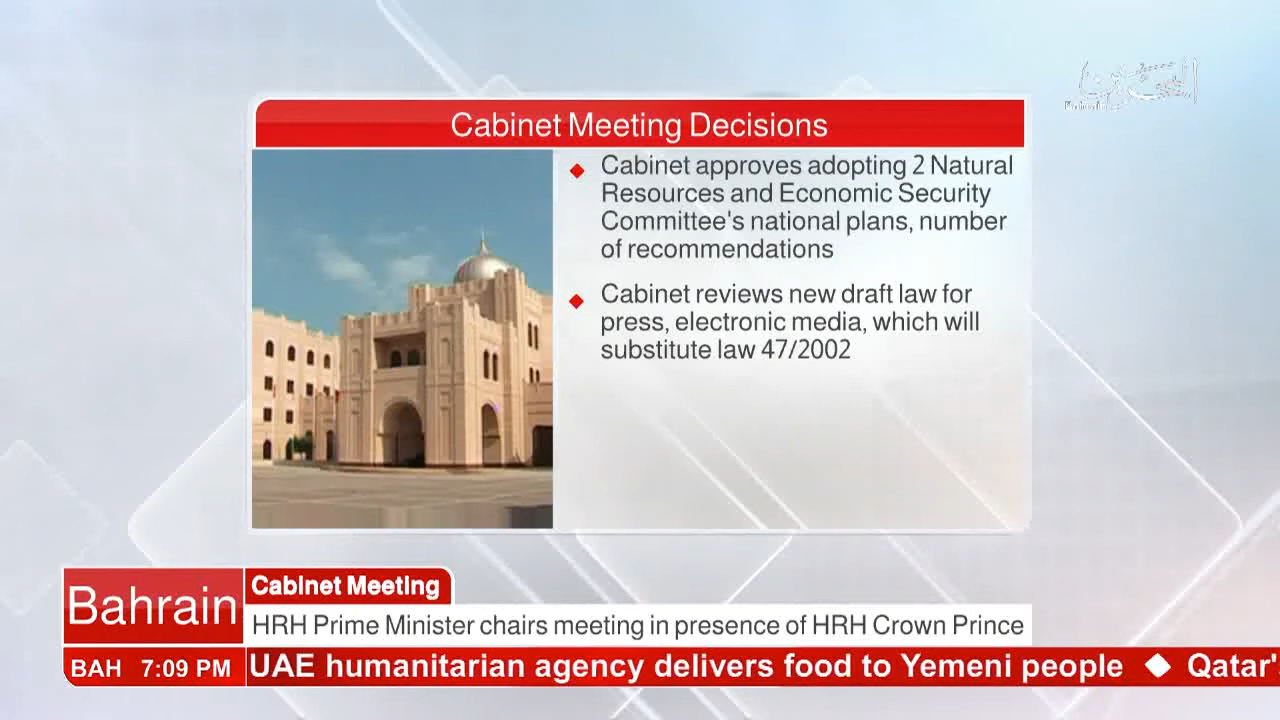 البحرين
Bahrain
Cabinet Meeting Decisions
Cabinet approves adopting 2 Natural
Resources and Economic Security
Committee's national plans, number
of recommendations
Cabinet reviews new draft law for
press, electronic media, which will
substitute law 47/2002
Bahrain
Cabinet Meeting
HRH Prime Minister chairs meeting in presence of HRH Crown Prince
BAH 7:09 PM
UAE humanitarian agency delivers food to Yemeni people ◆ Qatar's